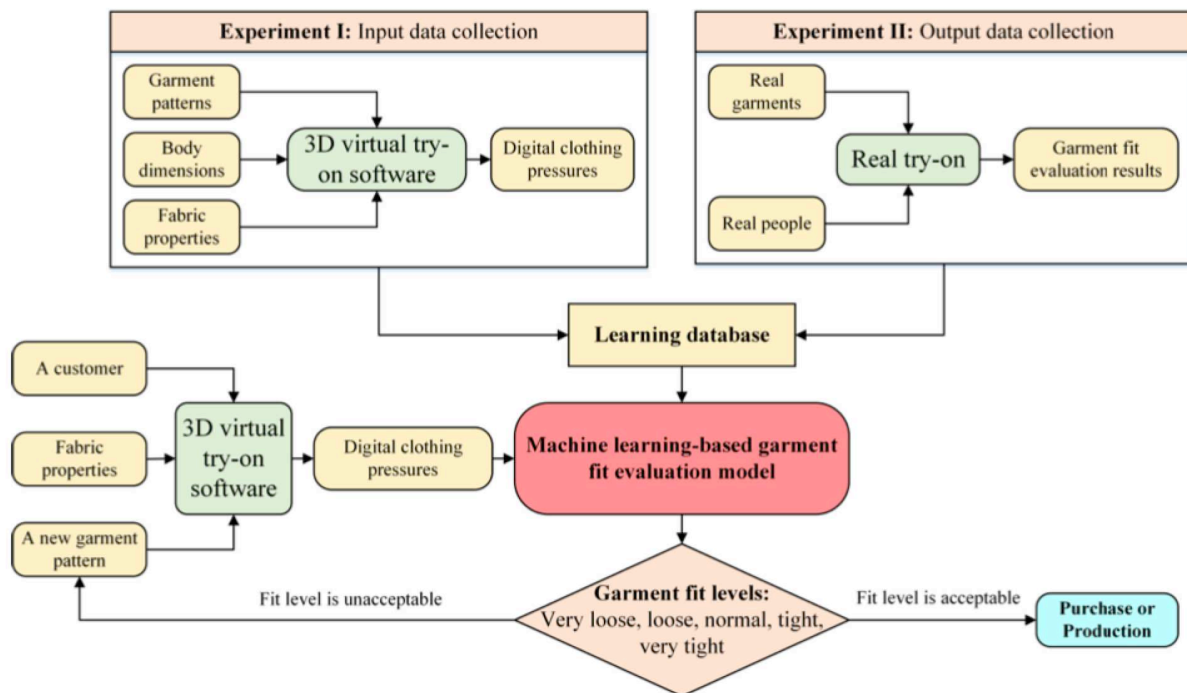 Experiment I: Input data collection
Garment
patterns
Body
dimensions
Fabric
properties
3D virtual try-
on software
Digital clothing
pressures
Experiment II: Output data collection
Real
garments
Real people
Real try-on
Garment fit
evaluation results
Learning database
A customer
Fabric
properties
A new garment
pattern
3D virtual
try-on
software
Digital clothing
pressures
Machine learning-based garment
fit evaluation model
Garment fit levels:
Very loose, loose, normal, tight,
very tight
Fit level is unacceptable
Fit level is acceptable
Purchase or
Production